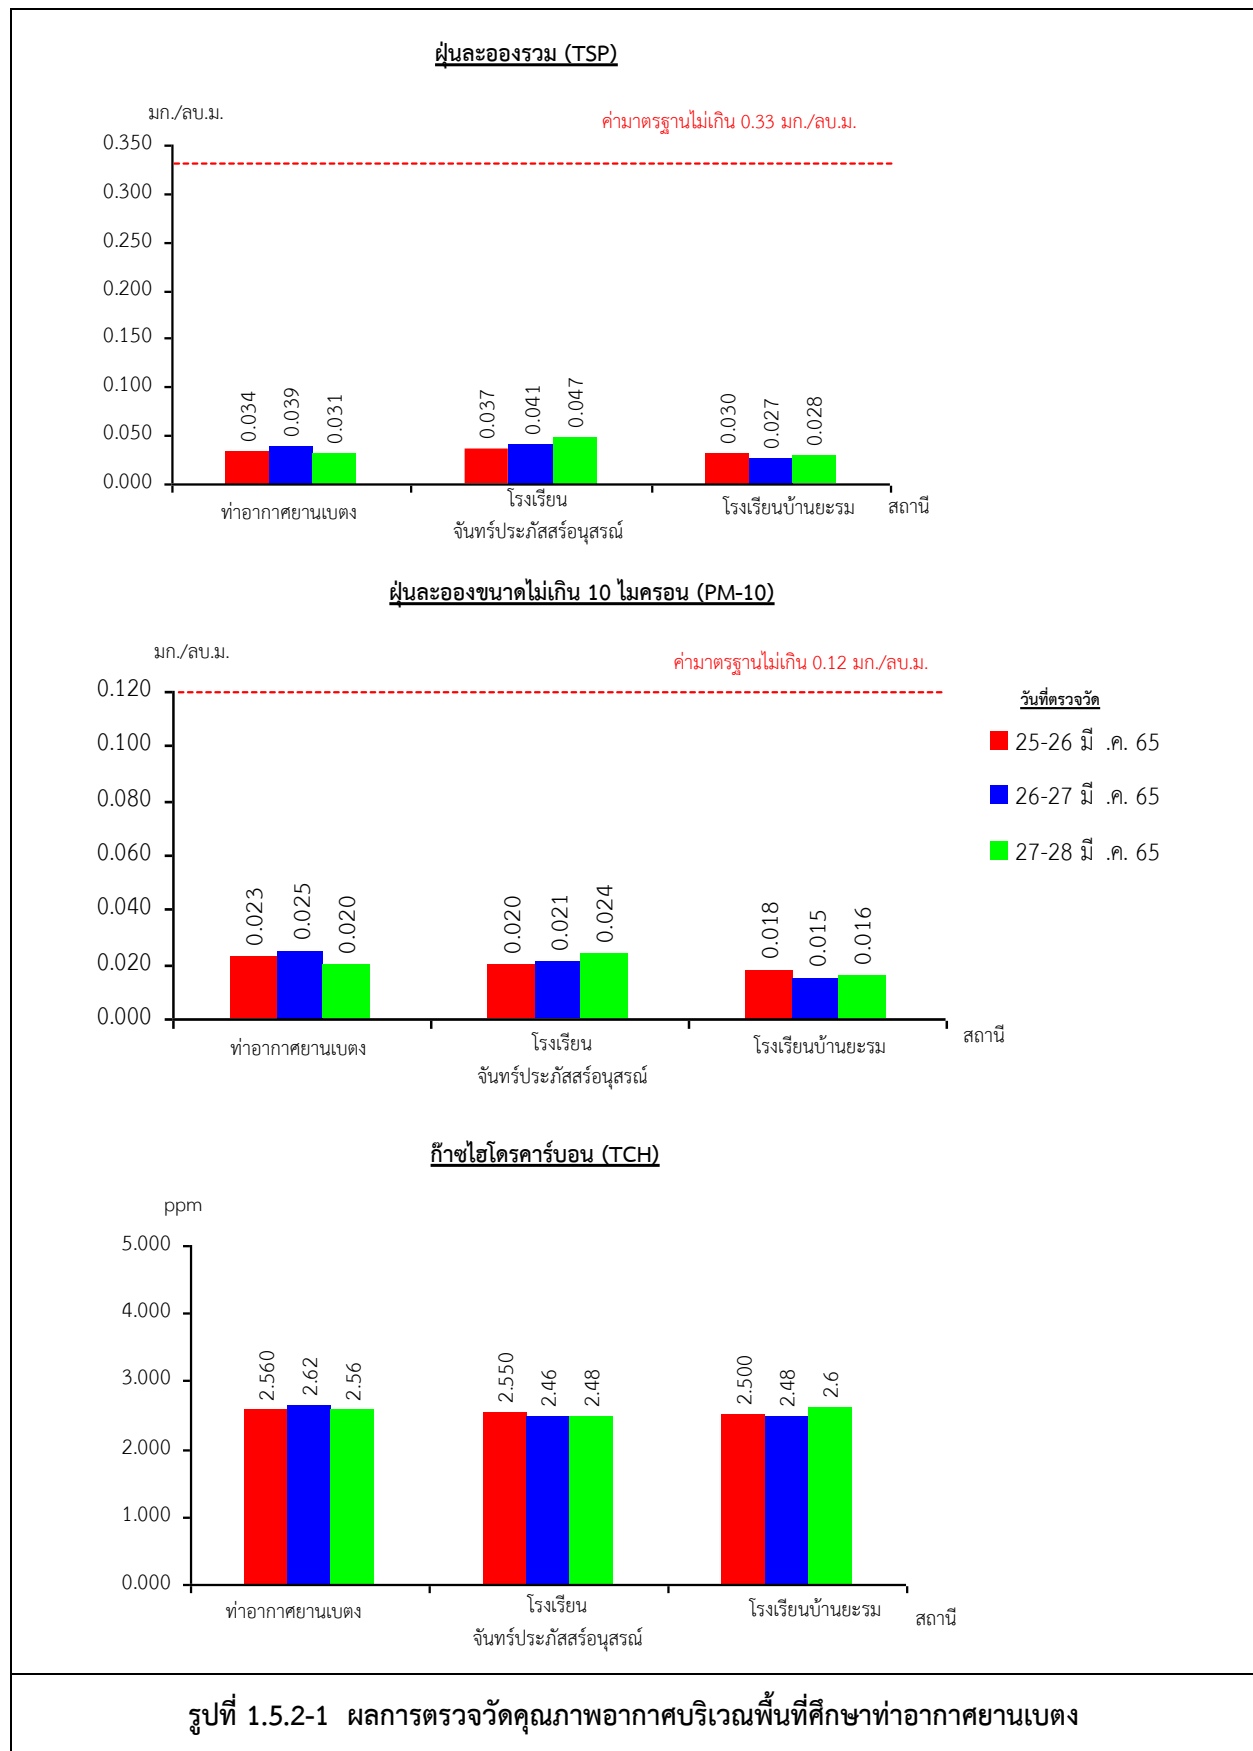 ฝุ่นละอองรวม (TSP)
มก./ลบ.ม.
ค่ามาตรฐานไม่เกิน 0.33 มก./ลบ.ม.
0.350
0.300
0.250
0.200
0.150
0.100
0.050
0.000
0.034
0.039
0.031
0.037
0.041
0.047
0.030
0.027
0.028
ท่าอากาศยานเบตง
โรงเรียน
จันทร์ประภัสสร์อนุสรณ์
โรงเรียนบ้านยะรม
สถานี
ฝุ่นละอองขนาดไม่เกิน 10 ไมครอน (PM-10)
มก./ลบ.ม.
ค่ามาตรฐานไม่เกิน 0.12 มก./ลบ.ม.
0.120
0.100
0.080
0.060
0.040
0.020
0.000
0.023
0.025
0.020
0.020
0.021
0.024
0.018
0.015
0.016
ท่าอากาศยานเบตง
โรงเรียน
จันทร์ประภัสสร์อนุสรณ์
โรงเรียนบ้านยะรม
สถานี
วันที่ตรวจวัด
25-26 มี .ค. 65
26-27 มี .ค. 65
27-28 มี .ค. 65
ก๊าซไฮโดรคาร์บอน (TCH)
ppm
5.000
4.000
3.000
2.000
1.000
0.000
2.560
2.62
2.56
2.550
2.46
2.48
2.500
2.48
2.6
ท่าอากาศยานเบตง
โรงเรียน
จันทร์ประภัสสร์อนุสรณ์
โรงเรียนบ้านยะรม
สถานี
รูปที่ 1.5.2-1 ผลการตรวจวัดคุณภาพอากาศบริเวณพื้นที่ศึกษาท่าอากาศยานเบตง